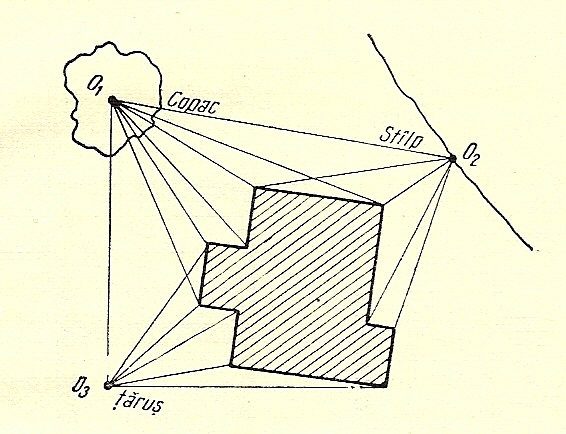 O₁
Copac
Stîlp
O₂
O₃
țăruș